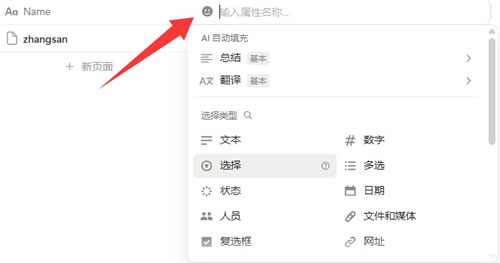 Aa Name
输入属性名称...
zhangsan
AI 自动填充
+ 新页面
总结 基本
A文 翻译 基本
选择类型
文本
# 数字
选择
多选
状态
日期
人员
文件和媒体
复选框
网址